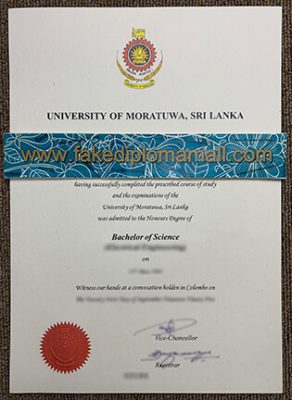 UNIVERSITY OF MORATUWA, SRI LANKA
www.fakediplomamall.com
having successfully completed the prescribed course of study
and the examinations of the
University of Moratuwa, Sri Lanka
was admitted to the Honours Degree of
Bachelor of Science
on
Witness our hands at a convocation holden in Colombo on
Vice-Chancellor
Registrar